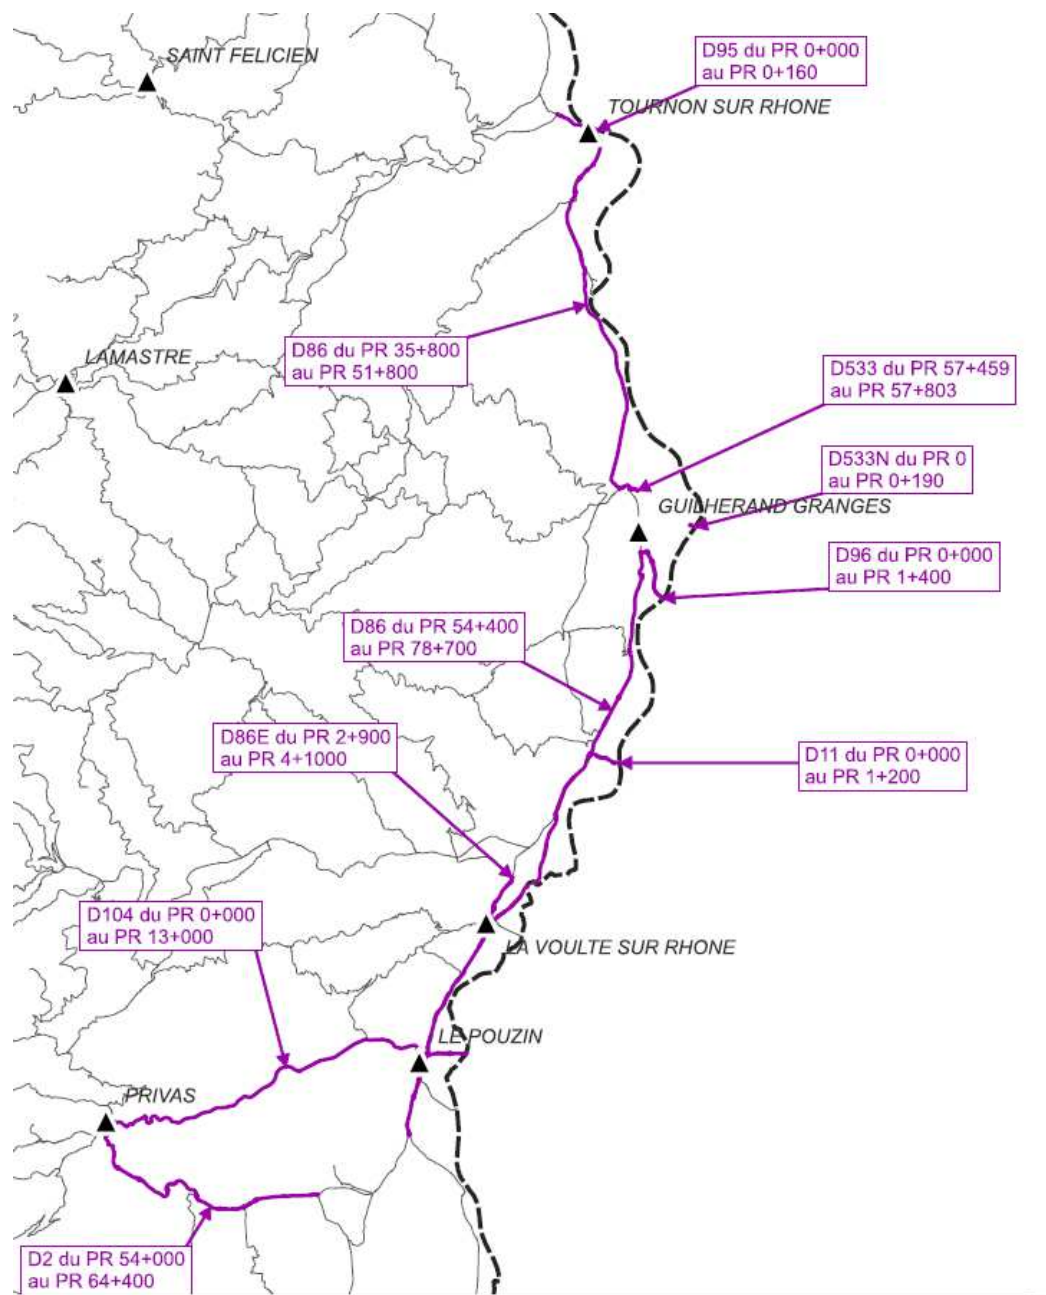 D95 du PR 0+000
au PR 0+160
SAINT FELICIEN
TOURNON SUR RHONE
D86 du PR 35+800
au PR 51+800
LAMASTRE
D533 du PR 57+459
au PR 57+803
D533N du PR 0
au PR 0+190
GUILHERAND GRANGES
D96 du PR 0+000
au PR 1+400
D86 du PR 54+400
au PR 78+700
D86E du PR 2+900
au PR 4+1000
D11 du PR 0+000
au PR 1+200
D104 du PR 0+000
au PR 13+000
LA VOULTE SUR RHONE
LE POUZIN
PRIVAS
D2 du PR 54+000
au PR 64+400